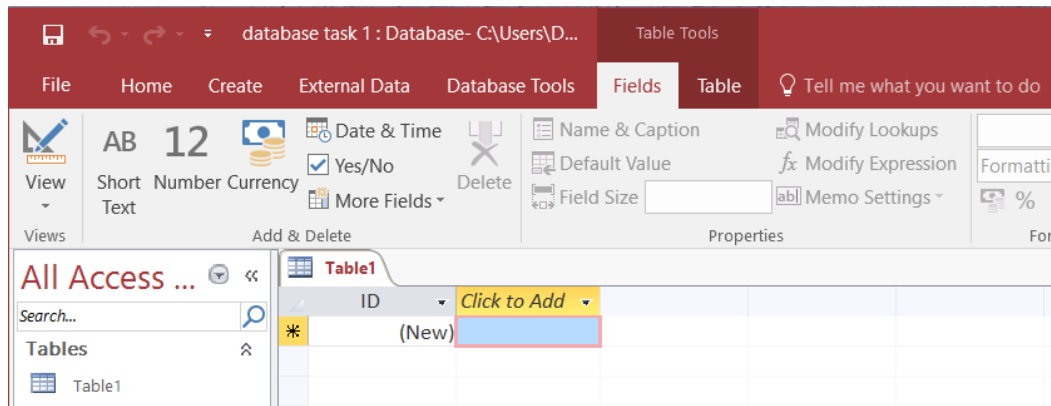 database task 1 : Database- C:\Users\D...
Table Tools
File Home Create External Data Database Tools Fields Table Tell me what you want to do
View
AB
Short
Text
12
Number
Currency
Date & Time
Yes/No
More Fields
Delete
Name & Caption
Default Value
Field Size
Modify Lookups
fx Modify Expression
ab Memo Settings
Formatti
%
Views
Add & Delete
Properties
For
All Access ...
Search...
Tables
Table1
Table1
ID Click to Add
(New)